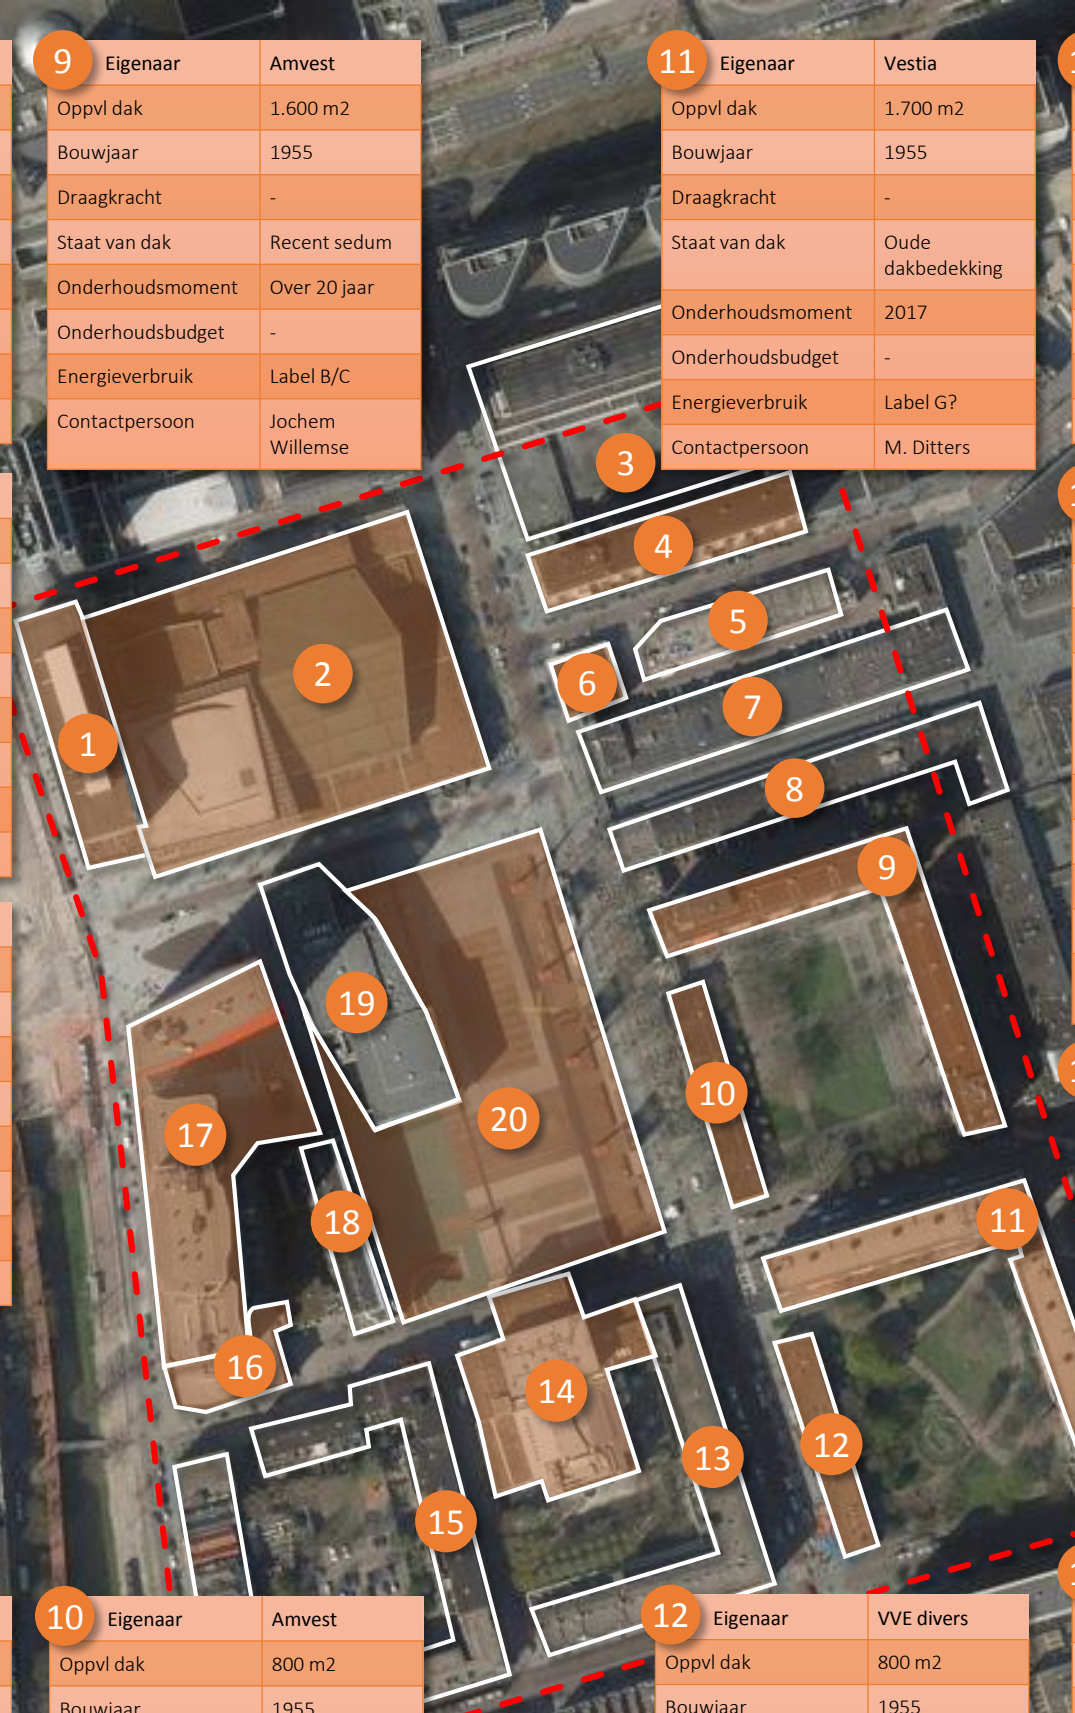 9 Eigenaar Amvest
Oppvl dak 1.600 m2
Bouwjaar 1955
Draagkracht -
Staat van dak Recent sedum
Onderhoudsmoment Over 20 jaar
Onderhoudsbudget -
Energieverbruik Label B/C
Contactpersoon Jochem
Willemse
11 Eigenaar Vestia
Oppvl dak 1.700 m2
Bouwjaar 1955
Draagkracht -
Staat van dak Oude
dakbedekking
Onderhoudsmoment 2017
Onderhoudsbudget -
Energieverbruik Label G?
Contactpersoon M. Ditters
3
4
5
2
6
7
1
8
9
19
10
20
17
11
18
16
14
12
13
15
10 Eigenaar Amvest
Oppvl dak 800 m2
Bouwjaar 1955
12 Eigenaar VVE divers
Oppvl dak 800 m2
Bouwjaar 1955